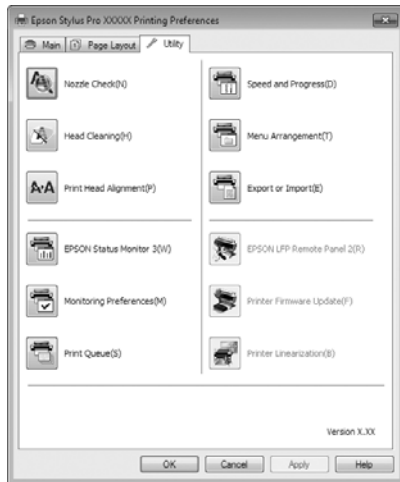 Epson Stylus Pro XXXXX Printing Preferences
Main
Page Layout
Utility
Nozzle Check(N)
Speed and Progress(D)
Head Cleaning(H)
Menu Arrangement(T)
A·A
Print Head Alignment(P)
Export or Import(E)
EPSON Status Monitor 3(W)
EPSON LFP Remote Panel 2(R)
Monitoring Preferences(M)
Printer Firmware Update(F)
Print Queue(S)
Printer Linearization(B)
Version X.XX
OK
Cancel
Apply
Help